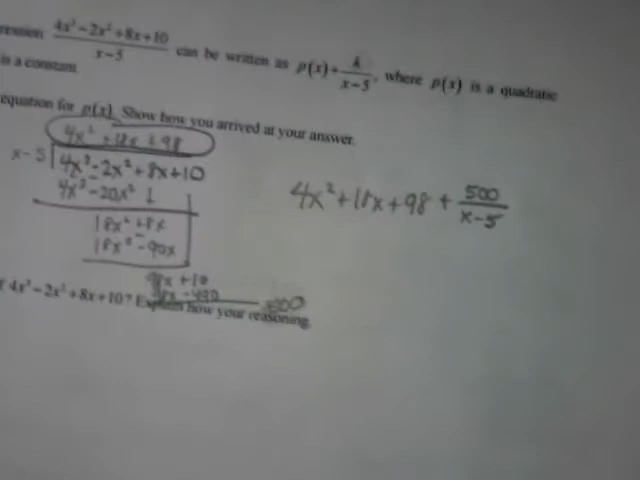 ression 4x³-2x²+8x+10 / x-5 can be written as p(x)+ k / x-5, where p(x) is a quadratic
is a constant.
equation for p(x). Show how you arrived at your answer.
4x² +18x +98
x-5 4x³-2x²+8x+10
4x³-20x²
18x²+8x
18x²-90x
98x+10
98x-490
500
4x²+18x+98 + 500 / x-5
f 4x³-2x²+8x+10? Explain how your reasoning.